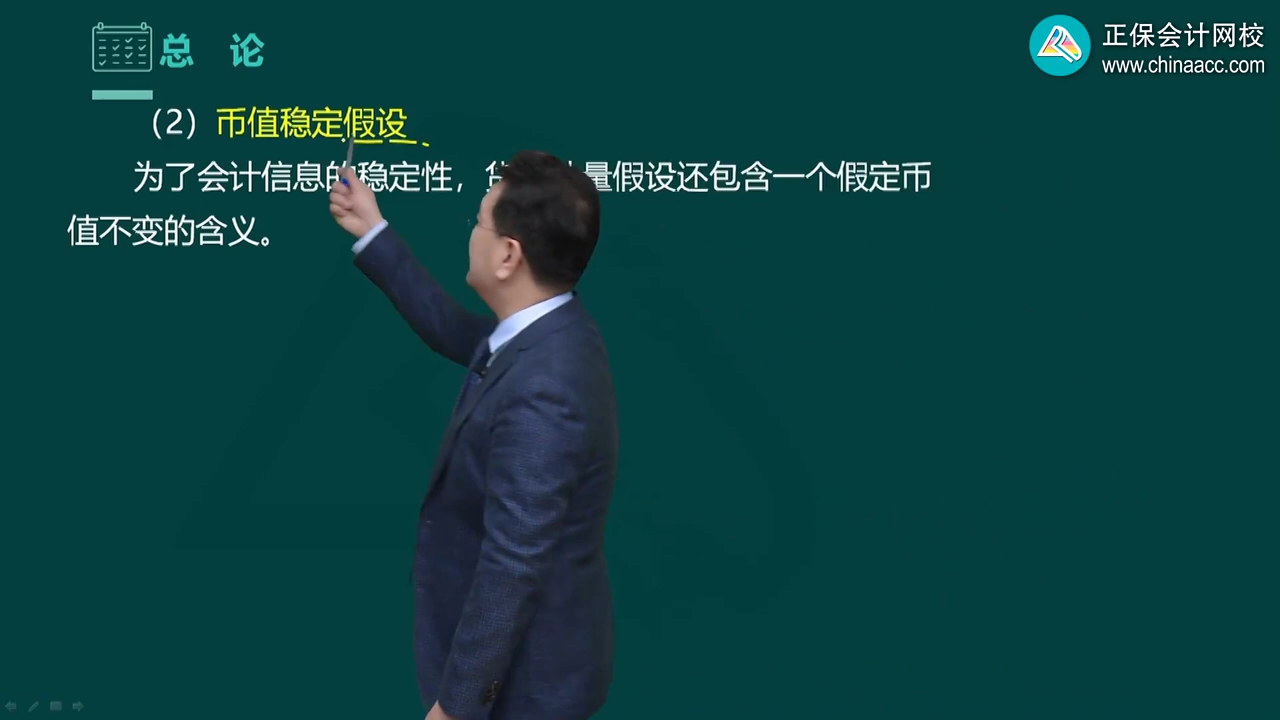 总 论
正保会计网校
www.chinaacc.com
（2）币值稳定假设
为了会计信息的稳定性，货 量假设还包含一个假定币
值不变的含义。